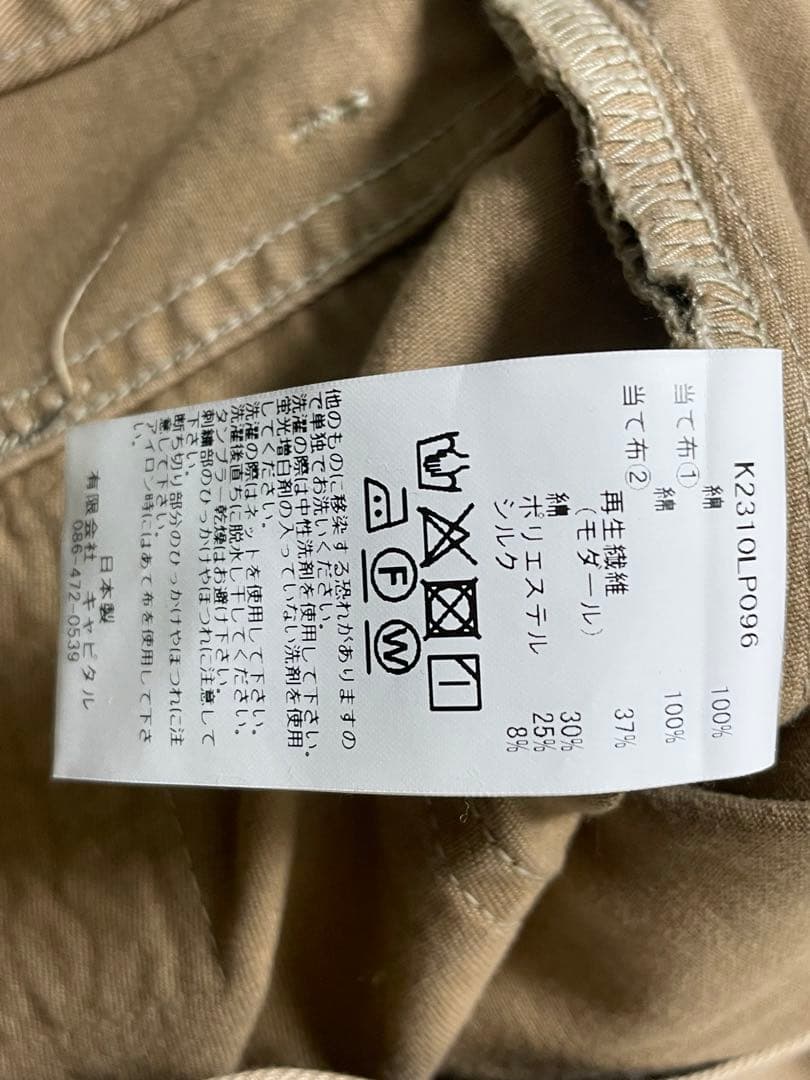 K2310LP096
綿 100%
当て布①
綿 100%
当て布②
再生繊維 37%
(モダール)
綿 30%
ポリエステル 25%
シルク 8%
F W
他のものに移染する恐れがありますの
で単独でお洗いください。
洗濯の際は中性洗剤を使用して下さい。
蛍光増白剤の入っていない洗剤を使用
してください。
洗濯の際はネットを使用して下さい。
洗濯後直ちに脱水し干してください。
タンブラー乾燥はお避け下さい。
刺繍部のひっかけやほつれに注意して
下さい。
断ち切り部分のひっかけやほつれに注
意して下さい。
アイロン時にはあて布を使用して下さ
い。
日本製
有限会社 キャピタル
086-472-0539